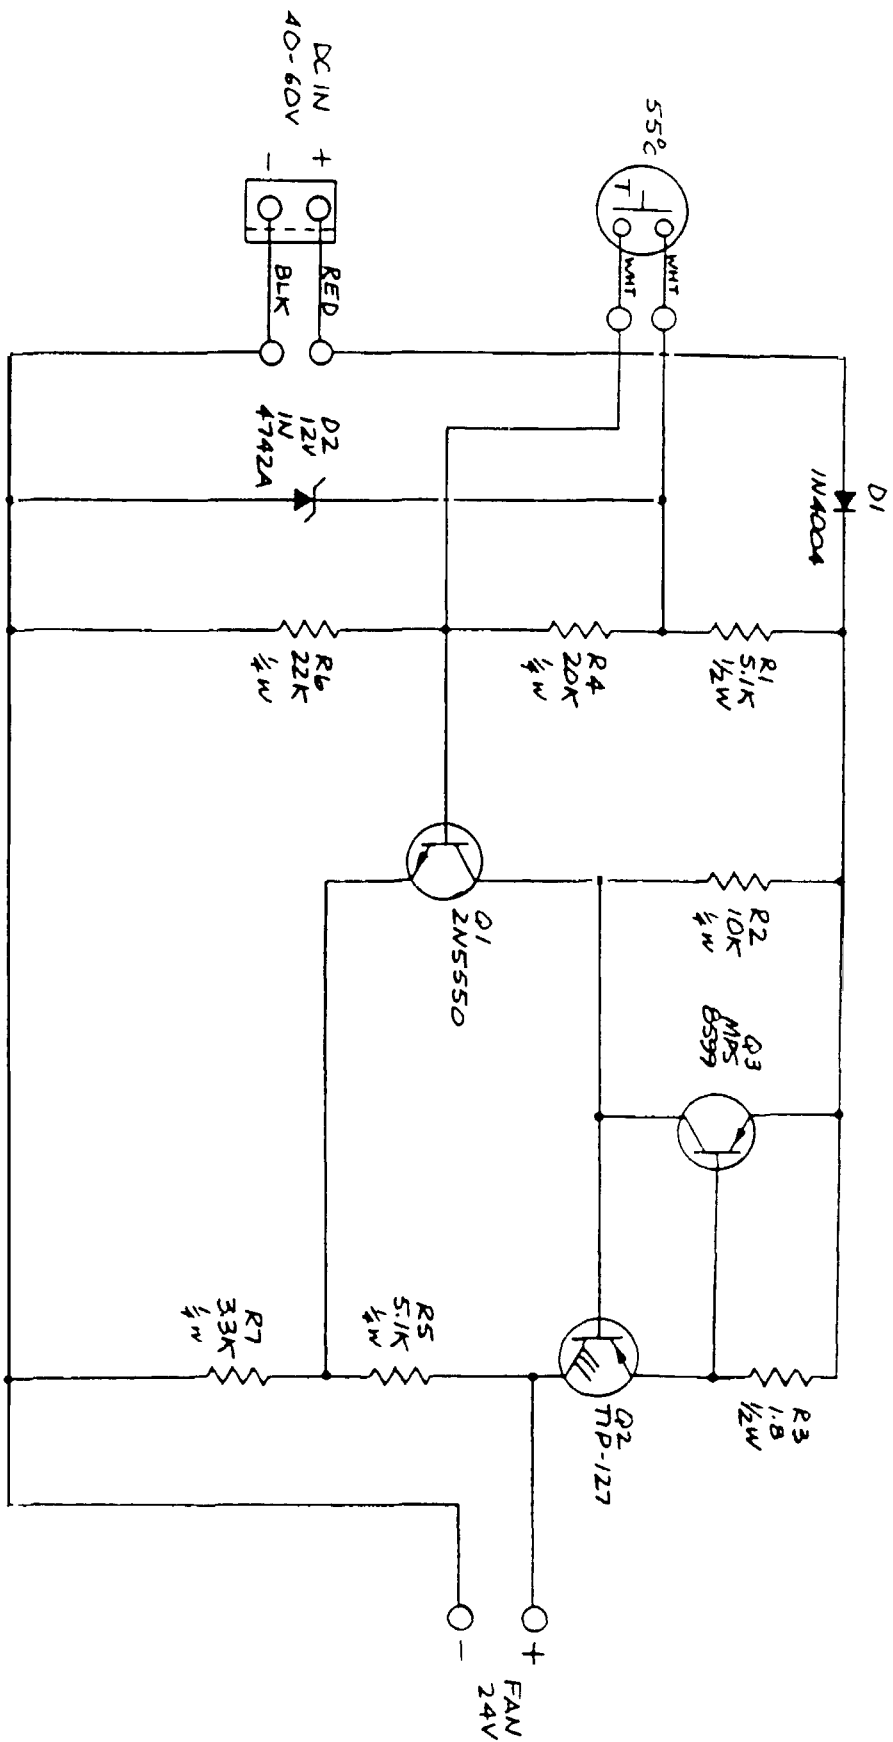 DC IN
40-60V
+
-
RED
BLK
55°C
T
WHT
WHT
D1
1N4004
D2
12V
1N
4742A
R1
5.1K
1/2W
R4
20K
1/4W
R6
22K
1/4W
R2
10K
1/4W
Q1
2N5550
Q3
MPS
8599
R3
1.8
1/2W
Q2
TIP-127
R5
5.1K
1/4W
R7
3.3K
1/4W
+
-
FAN
24V